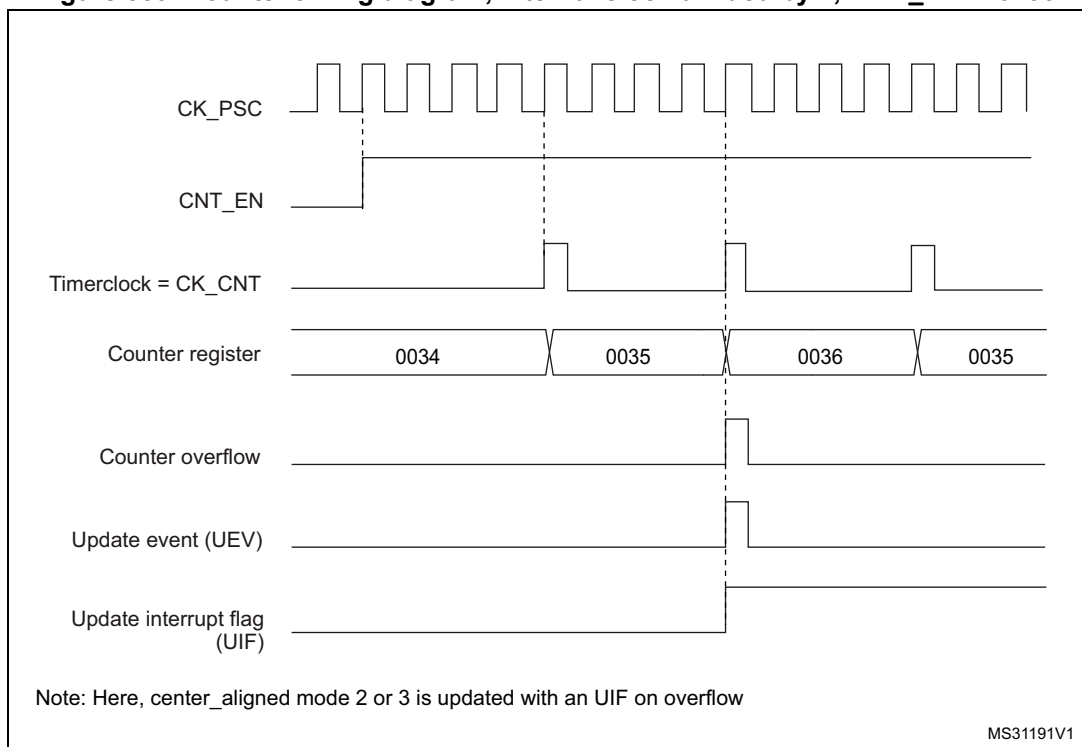 CK_PSC
CNT_EN
Timerclock = CK_CNT
Counter register 0034 0035 0036 0035
Counter overflow
Update event (UEV)
Update interrupt flag
(UIF)
Note: Here, center_aligned mode 2 or 3 is updated with an UIF on overflow
MS31191V1